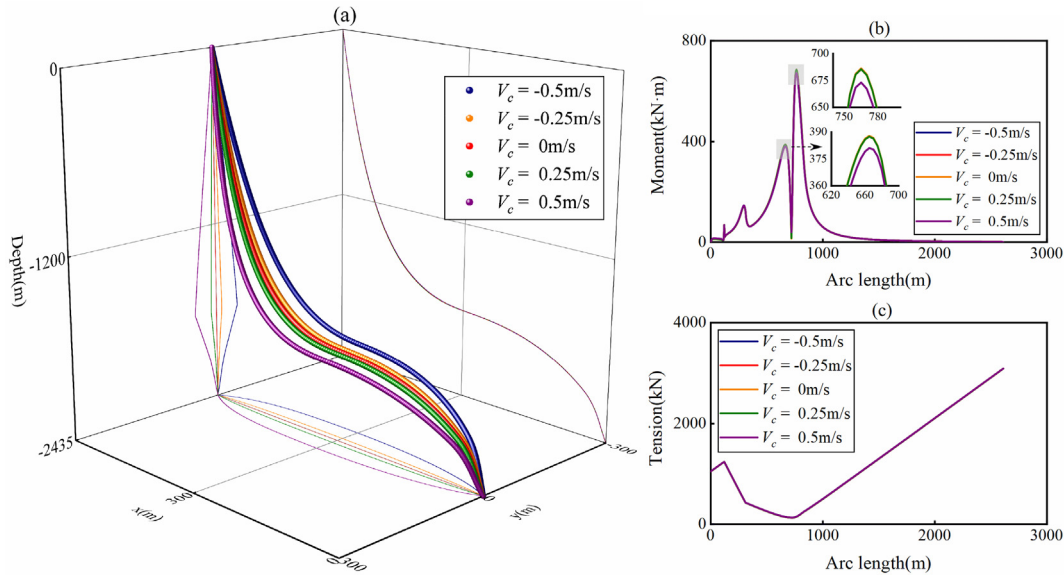 (a)
0
-1200
-2435
Depth(m)
x(m)
300
0
300
0
-300
y(m)
V_c = -0.5m/s
V_c = -0.25m/s
V_c = 0m/s
V_c = 0.25m/s
V_c = 0.5m/s
(b)
800
400
0
Moment(kN·m)
700
675
650
750 780
390
375
360
620 660 700
V_c = -0.5m/s
V_c = -0.25m/s
V_c = 0m/s
V_c = 0.25m/s
V_c = 0.5m/s
0 1000 2000 3000
Arc length(m)
(c)
4000
2000
0
Tension(kN)
V_c = -0.5m/s
V_c = -0.25m/s
V_c = 0m/s
V_c = 0.25m/s
V_c = 0.5m/s
0 1000 2000 3000
Arc length(m)